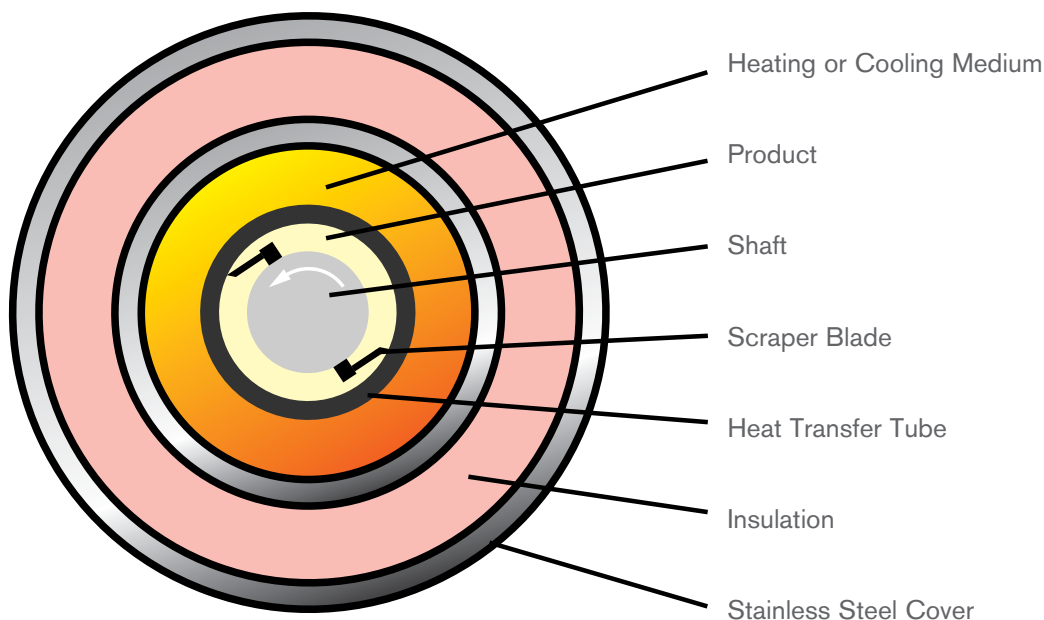 Heating or Cooling Medium
Product
Shaft
Scraper Blade
Heat Transfer Tube
Insulation
Stainless Steel Cover